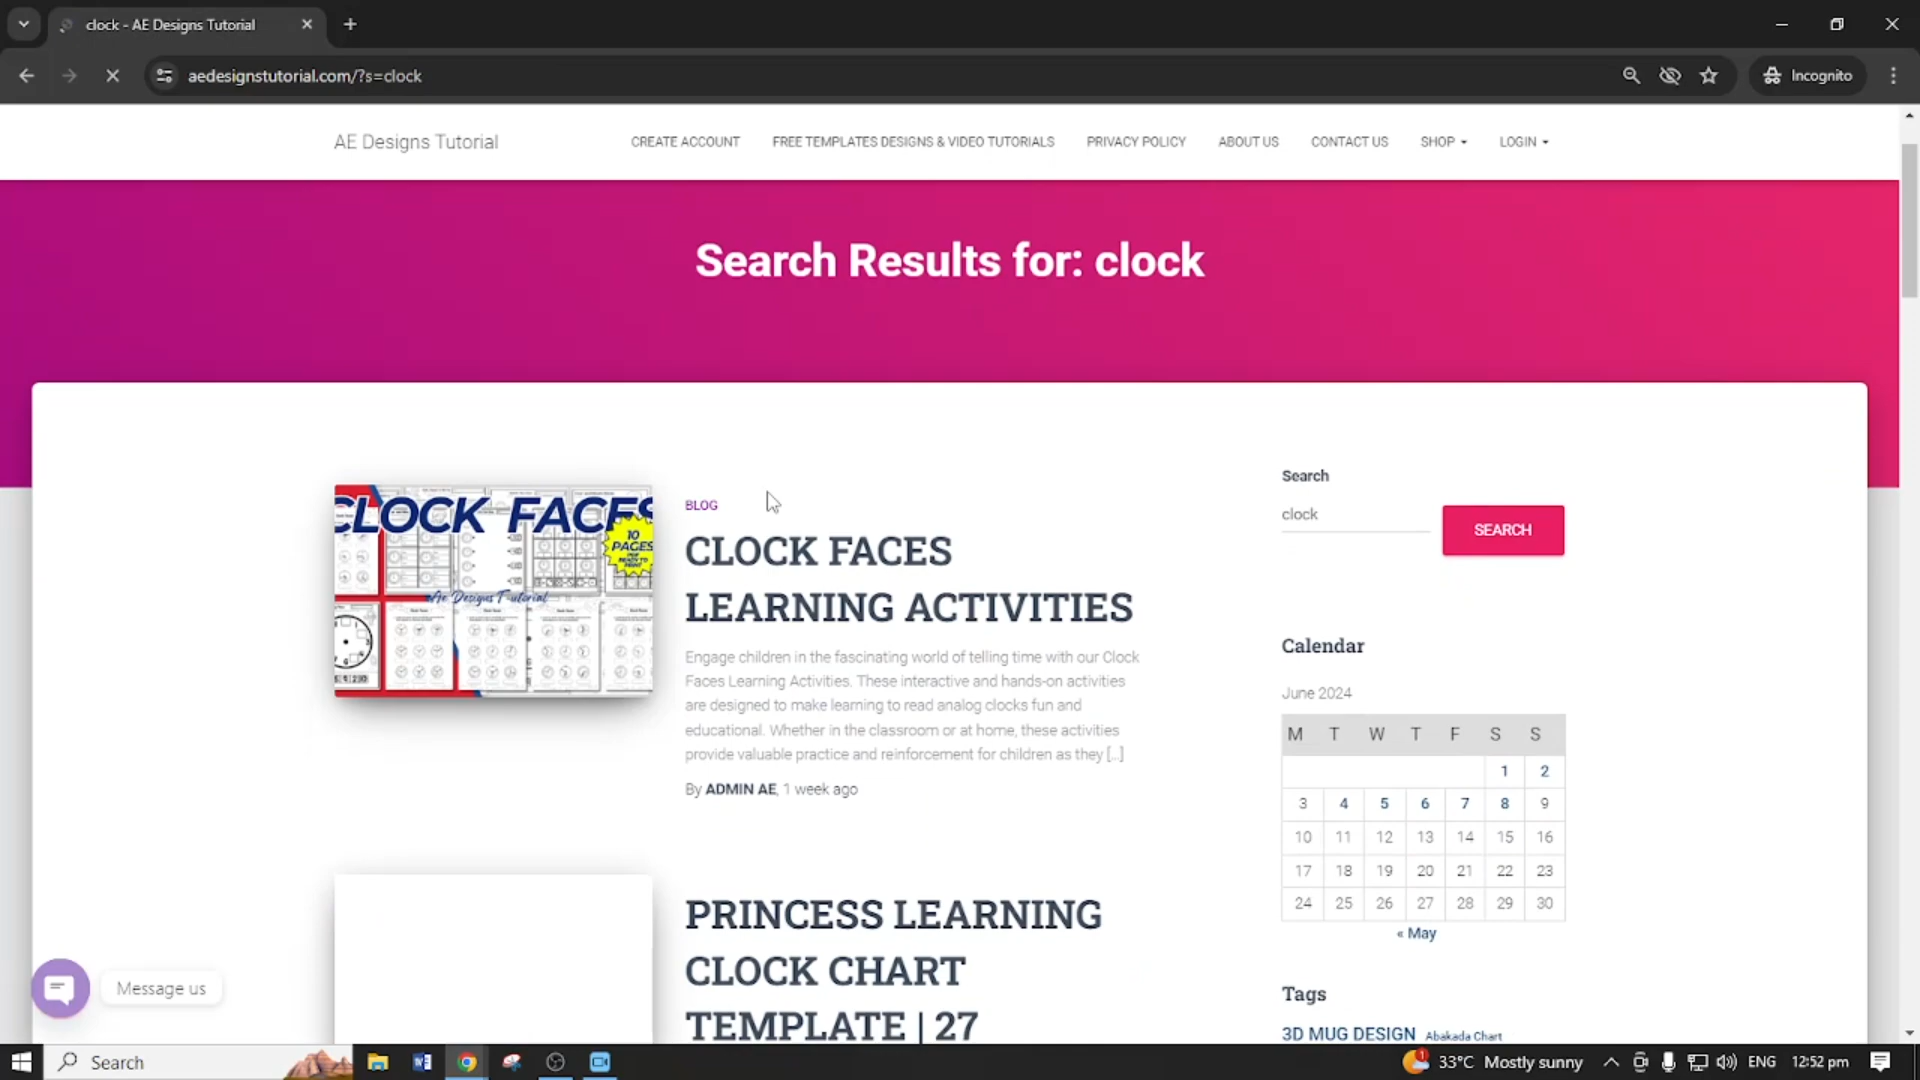 clock - AE Designs Tutorial
aedesignstutorial.com/?s=clock
Incognito
AE Designs Tutorial
CREATE ACCOUNT
FREE TEMPLATES DESIGNS & VIDEO TUTORIALS
PRIVACY POLICY
ABOUT US
CONTACT US
SHOP
LOGIN
Search Results for: clock
CLOCK FACES
10
PAGES
PDF
READY TO
PRINT
Ae Designs Tutorial
BLOG
CLOCK FACES
LEARNING ACTIVITIES
Engage children in the fascinating world of telling time with our Clock
Faces Learning Activities. These interactive and hands-on activities
are designed to make learning to read analog clocks fun and
educational. Whether in the classroom or at home, these activities
provide valuable practice and reinforcement for children as they [...]
By ADMIN AE, 1 week ago
PRINCESS LEARNING
CLOCK CHART
TEMPLATE | 27
Search
clock
SEARCH
Calendar
June 2024
M T W T F S S
1 2
3 4 5 6 7 8 9
10 11 12 13 14 15 16
17 18 19 20 21 22 23
24 25 26 27 28 29 30
« May
Tags
3D MUG DESIGN Abakada Chart
Message us
Search
1
33°C Mostly sunny
ENG
12:52 pm